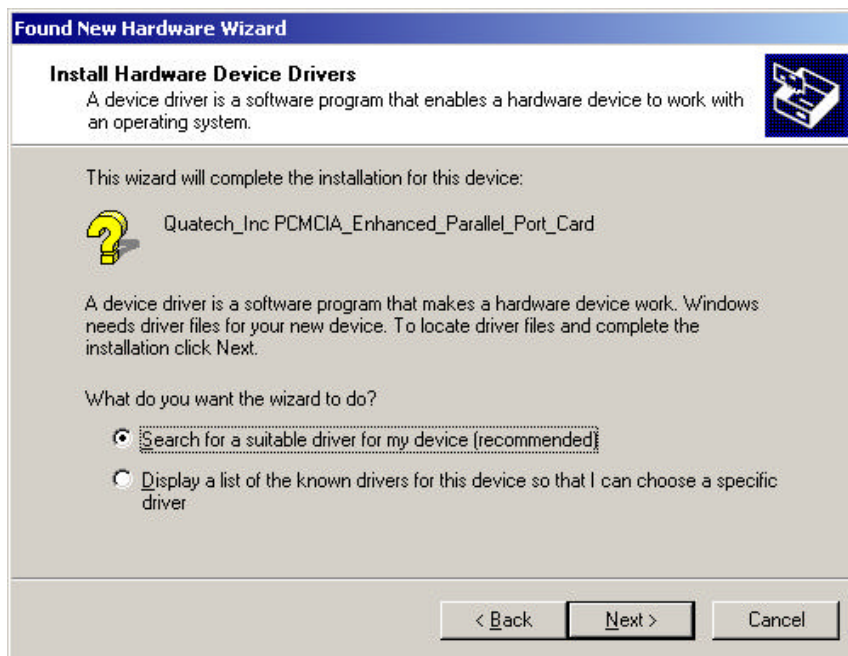 Found New Hardware Wizard
Install Hardware Device Drivers
A device driver is a software program that enables a hardware device to work with
an operating system.
This wizard will complete the installation for this device:
Quatech_Inc PCMCIA_Enhanced_Parallel_Port_Card
A device driver is a software program that makes a hardware device work. Windows
needs driver files for your new device. To locate driver files and complete the
installation click Next.
What do you want the wizard to do?
Search for a suitable driver for my device (recommended)
Display a list of the known drivers for this device so that I can choose a specific
driver
< Back Next > Cancel